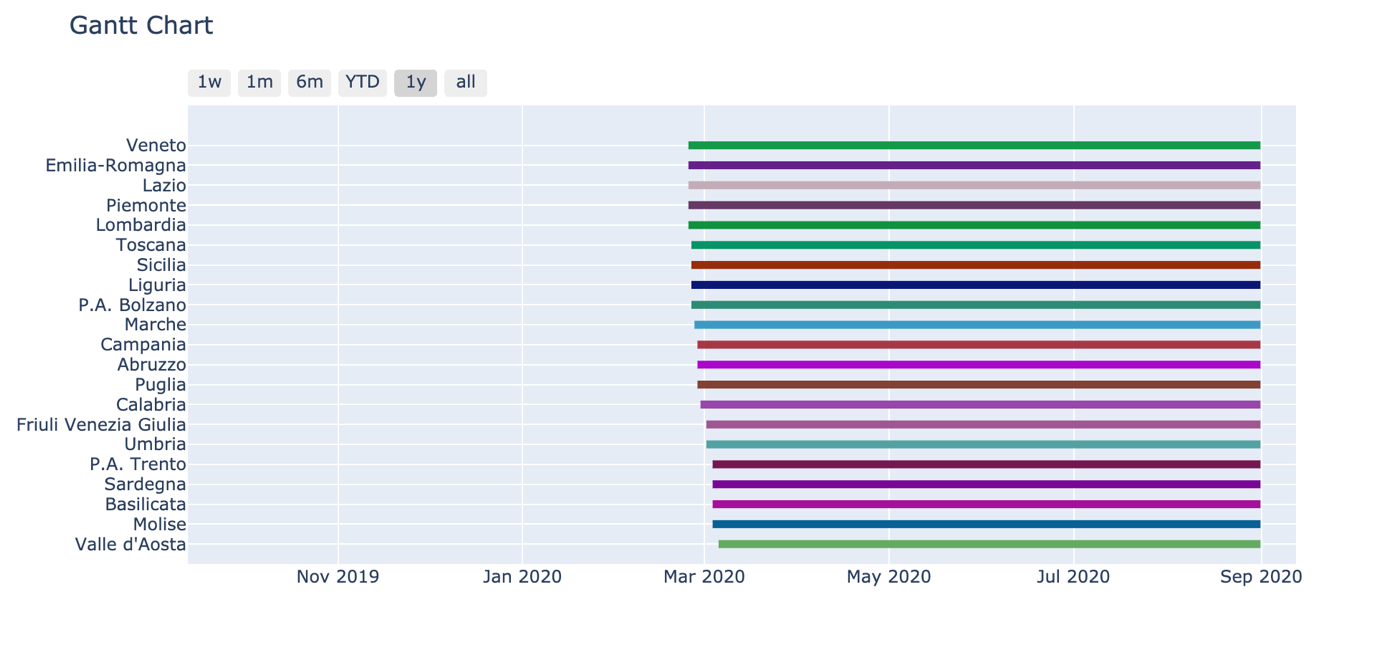 Gantt Chart
1w 1m 6m YTD 1y all
Veneto
Emilia-Romagna
Lazio
Piemonte
Lombardia
Toscana
Sicilia
Liguria
P.A. Bolzano
Marche
Campania
Abruzzo
Puglia
Calabria
Friuli Venezia Giulia
Umbria
P.A. Trento
Sardegna
Basilicata
Molise
Valle d'Aosta
Nov 2019 Jan 2020 Mar 2020 May 2020 Jul 2020 Sep 2020